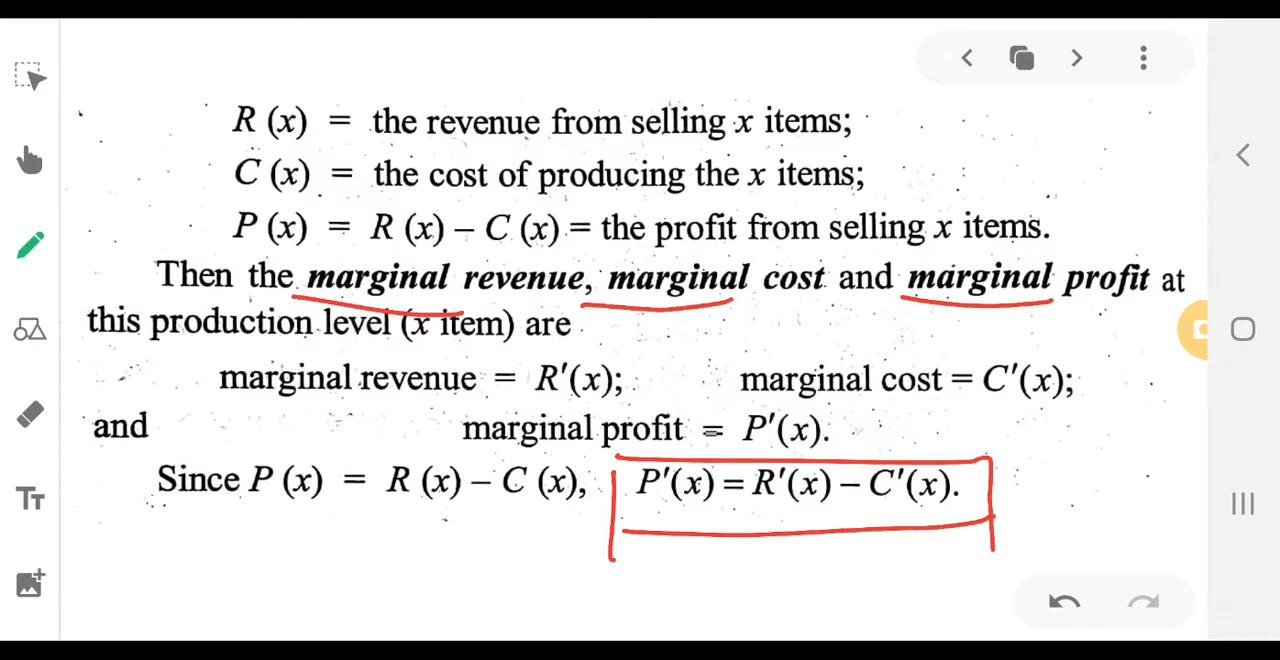 R (x) = the revenue from selling x items;
C (x) = the cost of producing the x items;
P (x) = R (x) – C (x) = the profit from selling x items.
Then the marginal revenue, marginal cost and marginal profit at
this production level (x item) are
marginal revenue = R'(x); marginal cost = C'(x);
and marginal profit = P'(x).
Since P (x) = R (x) – C (x), P'(x) = R'(x) – C'(x).